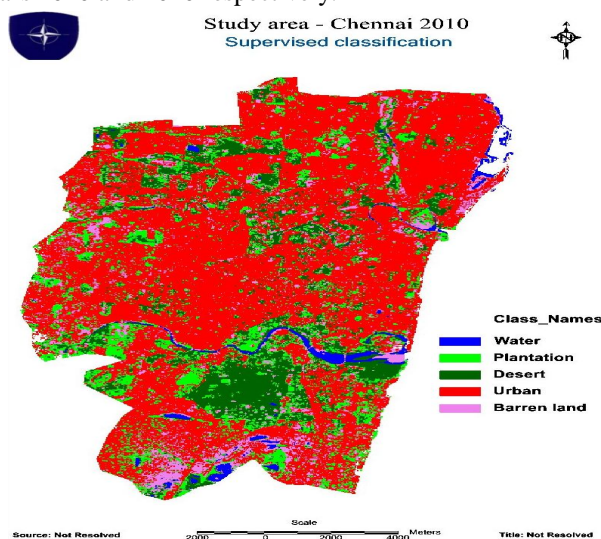 Study area - Chennai 2010
Supervised classification
N
Class_Names
Water
Plantation
Desert
Urban
Barren land
Scale
2000 0 2000 4000 Meters
Source: Not Resolved
Title: Not Resolved